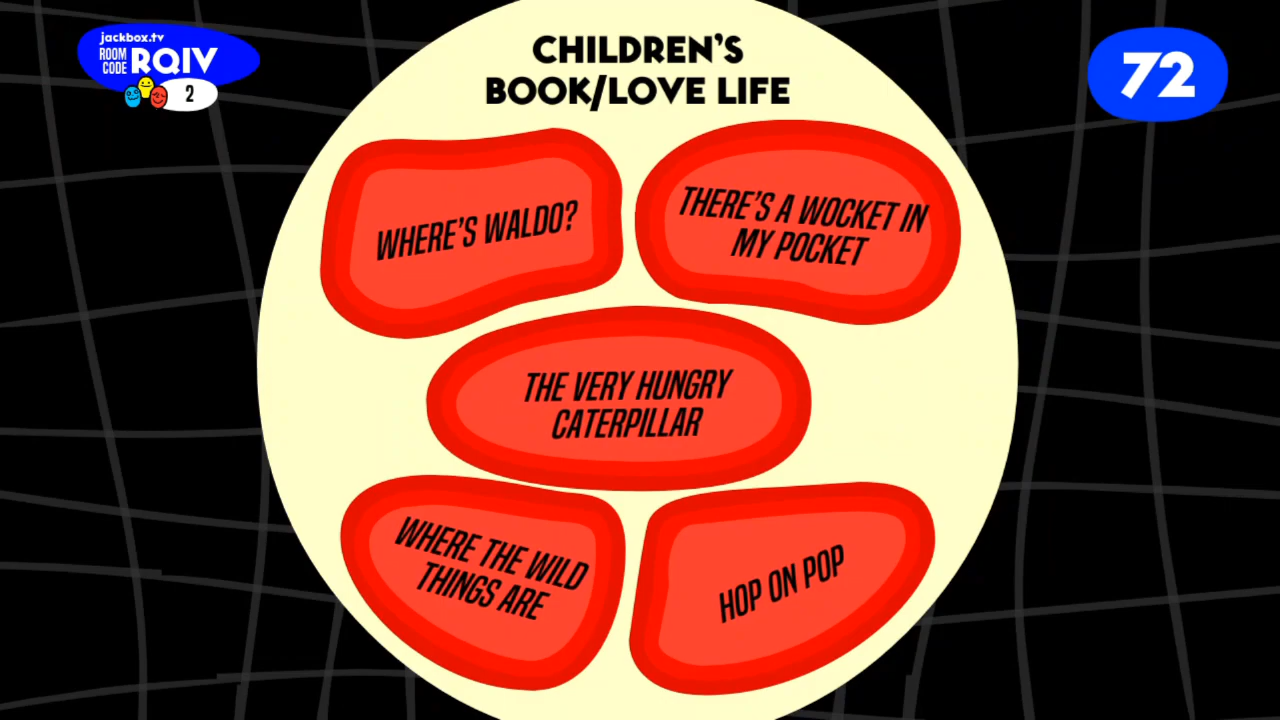 jackbox.tv
ROOM CODE RQIV
2
CHILDREN'S
BOOK/LOVE LIFE
72
WHERE'S WALDO?
THERE'S A WOCKET IN
MY POCKET
THE VERY HUNGRY
CATERPILLAR
WHERE THE WILD
THINGS ARE
HOP ON POP